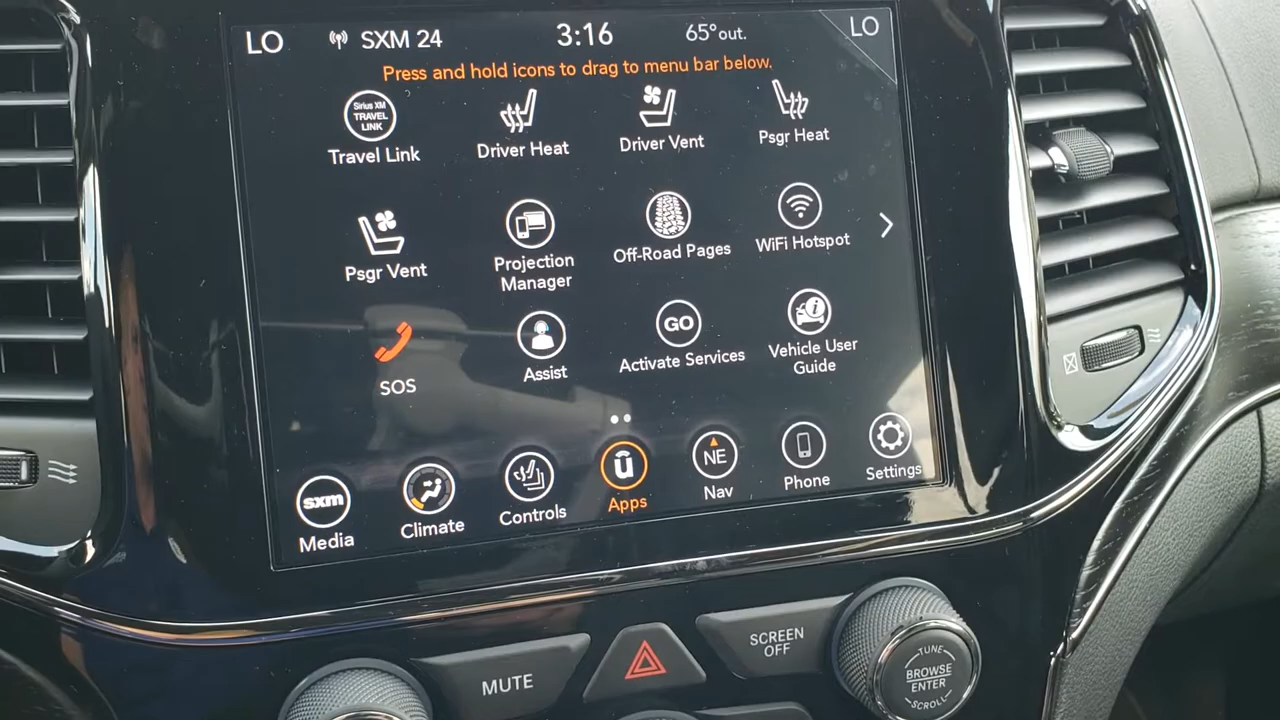 LO SXM 24 3:16 65° out. LO
Press and hold icons to drag to menu bar below.
Sirius XM
TRAVEL
LINK
Travel Link
Driver Heat
Driver Vent
Psgr Heat
Psgr Vent
Projection
Manager
Off-Road Pages
WiFi Hotspot
SOS
Assist
GO
Activate Services
Vehicle User
Guide
sxm
Media
Climate
Controls
ū
Apps
NE
Nav
Phone
Settings
MUTE
SCREEN
OFF
TUNE
BROWSE
ENTER
SCROLL